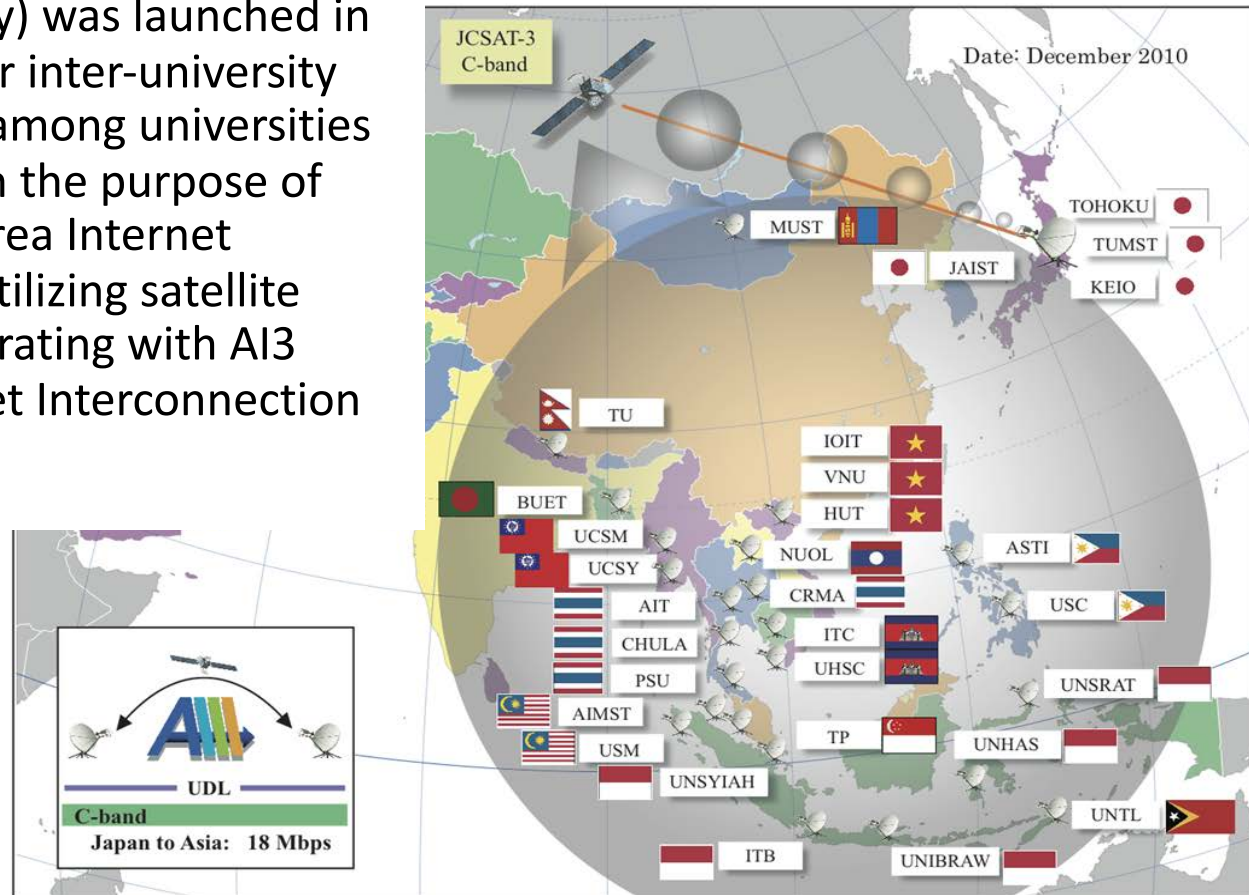 y) was launched in
r inter-university
among universities
n the purpose of
rea Internet
tilizing satellite
rating with AI3
et Interconnection
JCSAT-3
C-band
Date: December 2010
MUST
JAIST
TOHOKU
TUMST
KEIO
TU
IOIT
VNU
HUT
BUET
UCSM
UCSY
NUOL
ASTI
AIT
CRMA
USC
CHULA
ITC
PSU
UHSC
UNSRAT
AIMST
TP
UNHAS
USM
UNSYIAH
UNTL
ITB
UNIBRAW
AIII
UDL
C-band
Japan to Asia: 18 Mbps